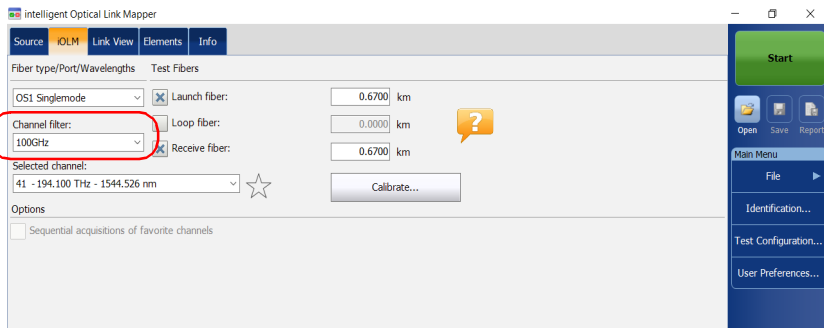 intelligent Optical Link Mapper
Source iOLM Link View Elements Info
Fiber type/Port/Wavelengths Test Fibers
OS1 Singlemode
Launch fiber: 0.6700 km
Channel filter:
Loop fiber: 0.0000 km
100GHz
Receive fiber: 0.6700 km
?
Selected channel:
41 - 194.100 THz - 1544.526 nm
Calibrate...
Options
Sequential acquisitions of favorite channels
Start
Open Save Report
Main Menu
File
Identification...
Test Configuration...
User Preferences...